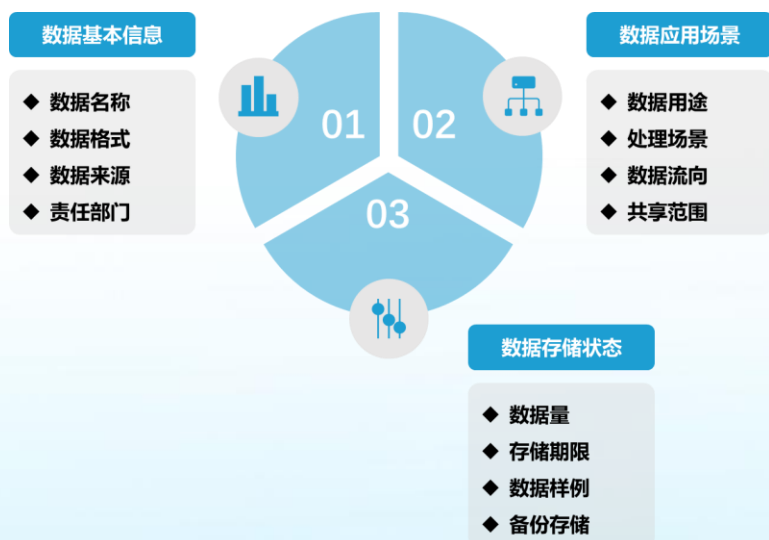 数据基本信息
◆ 数据名称
◆ 数据格式
◆ 数据来源
◆ 责任部门
01
02
03
数据应用场景
◆ 数据用途
◆ 处理场景
◆ 数据流向
◆ 共享范围
数据存储状态
◆ 数据量
◆ 存储期限
◆ 数据样例
◆ 备份存储